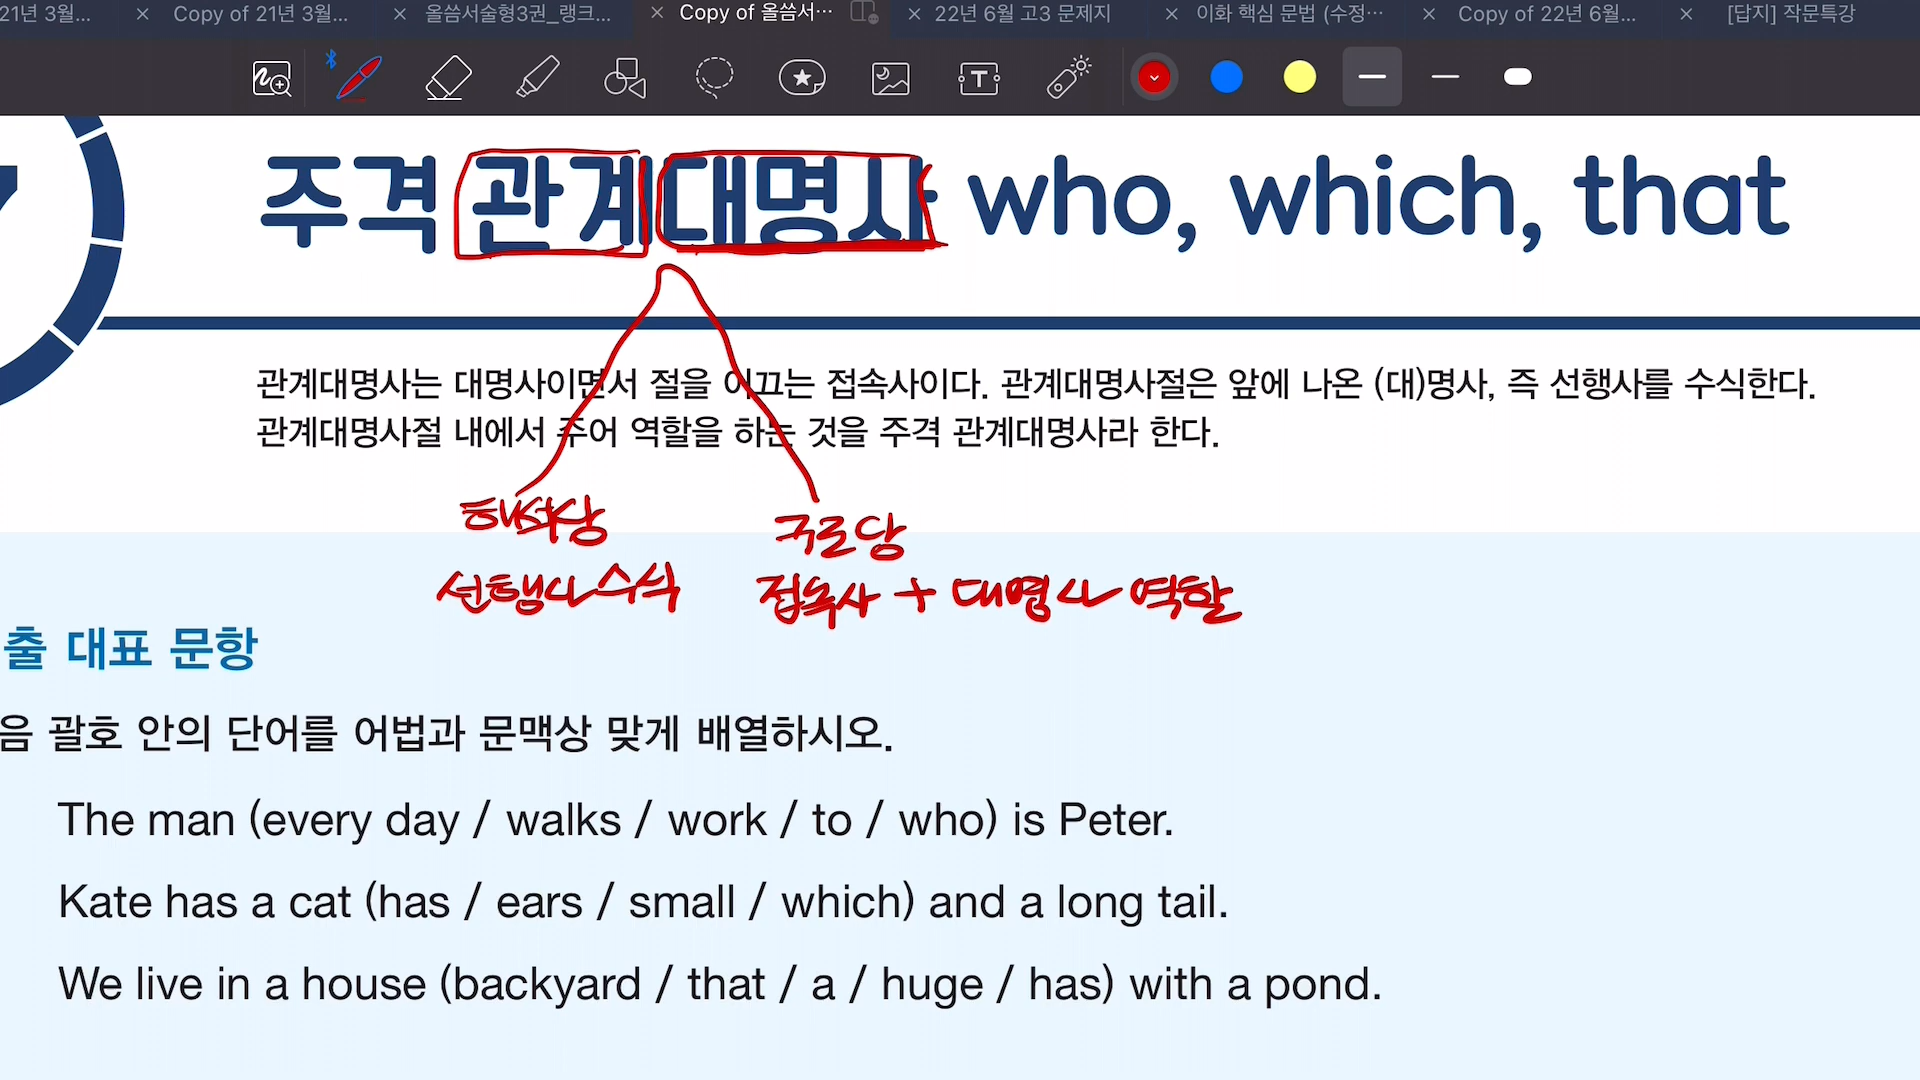 21년 3월... × Copy of 21년 3월... × 올씀서술형3권_랭크... × Copy of 올씀서... × 22년 6월 고3 문제지 × 이화 핵심 문법 (수정... × Copy of 22년 6월... × [답지] 작문특강
주격 관계대명사 who, which, that
관계대명사는 대명사이면서 절을 이끄는 접속사이다. 관계대명사절은 앞에 나온 (대)명사, 즉 선행사를 수식한다.
관계대명사절 내에서 주어 역할을 하는 것을 주격 관계대명사라 한다.
해석상
선행사 수식
접속사 + 대명사 역할
출 대표 문항
음 괄호 안의 단어를 어법과 문맥상 맞게 배열하시오.
The man (every day / walks / work / to / who) is Peter.
Kate has a cat (has / ears / small / which) and a long tail.
We live in a house (backyard / that / a / huge / has) with a pond.